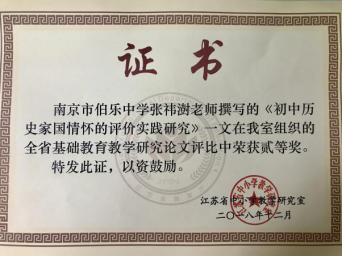 证书
南京市伯乐中学张祎澍老师撰写的《初中历
史家国情怀的评价实践研究》一文在我室组织的
全省基础教育教学研究论文评比中荣获贰等奖。
特发此证，以资鼓励。
江苏省中小学教学研究室
二〇一八年十二月